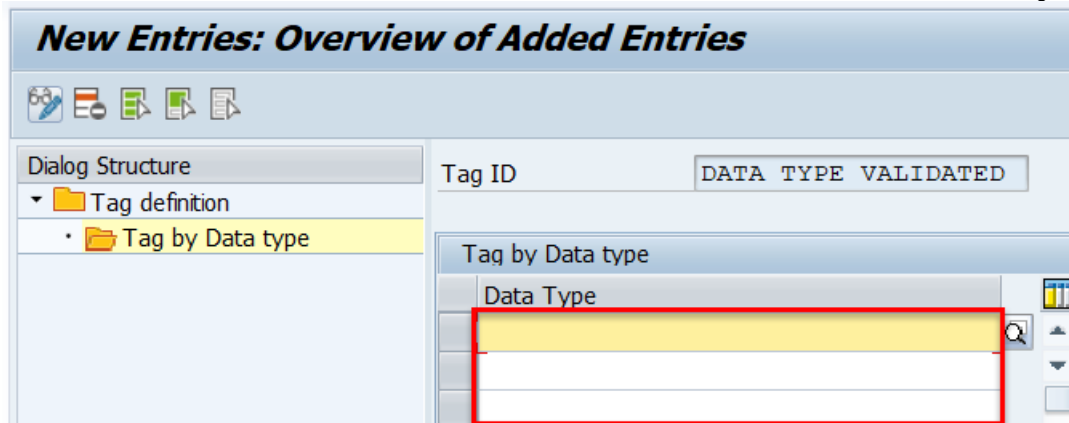 New Entries: Overview of Added Entries
Dialog Structure
Tag definition
Tag by Data type
Tag ID DATA TYPE VALIDATED
Tag by Data type
Data Type